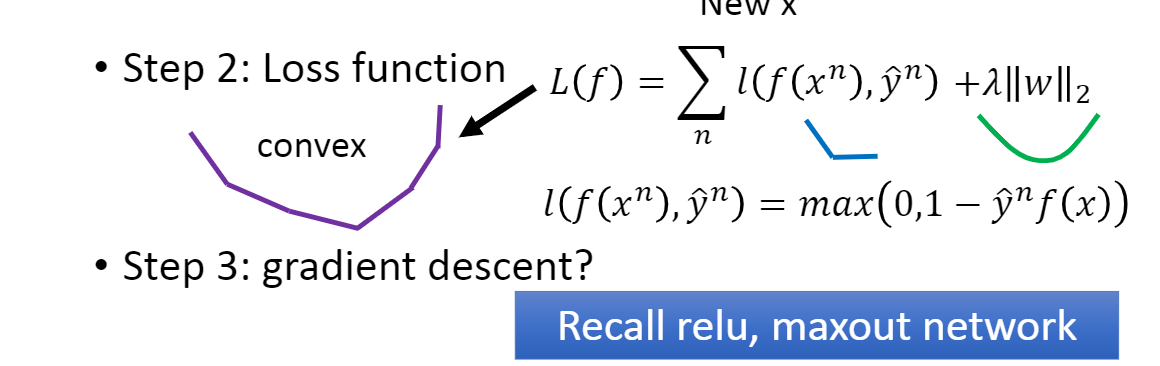 New x
• Step 2: Loss function
L(f) = ∑ₙ l(f(xⁿ), ŷⁿ) + λ‖w‖₂
convex
l(f(xⁿ), ŷⁿ) = max(0,1 − ŷⁿf(x))
• Step 3: gradient descent?
Recall relu, maxout network